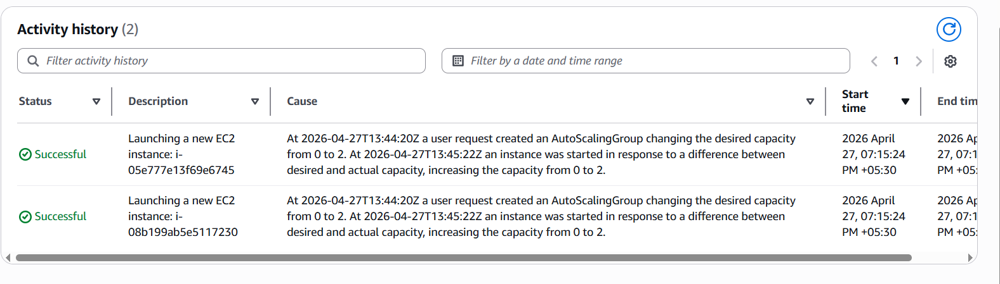 Activity history (2)
Filter activity history
Filter by a date and time range
1
Status
Description
Cause
Start
time
End tim
Successful
Launching a new EC2
instance: i-
05e777e13f69e6745
At 2026-04-27T13:44:20Z a user request created an AutoScalingGroup changing the desired capacity
from 0 to 2. At 2026-04-27T13:45:22Z an instance was started in response to a difference between
desired and actual capacity, increasing the capacity from 0 to 2.
2026 April
27, 07:15:24
PM +05:30
2026 Ap
27, 07:1
PM +05:
Successful
Launching a new EC2
instance: i-
08b199ab5e5117230
At 2026-04-27T13:44:20Z a user request created an AutoScalingGroup changing the desired capacity
from 0 to 2. At 2026-04-27T13:45:22Z an instance was started in response to a difference between
desired and actual capacity, increasing the capacity from 0 to 2.
2026 April
27, 07:15:24
PM +05:30
2026 Ap
27, 07:1
PM +05: